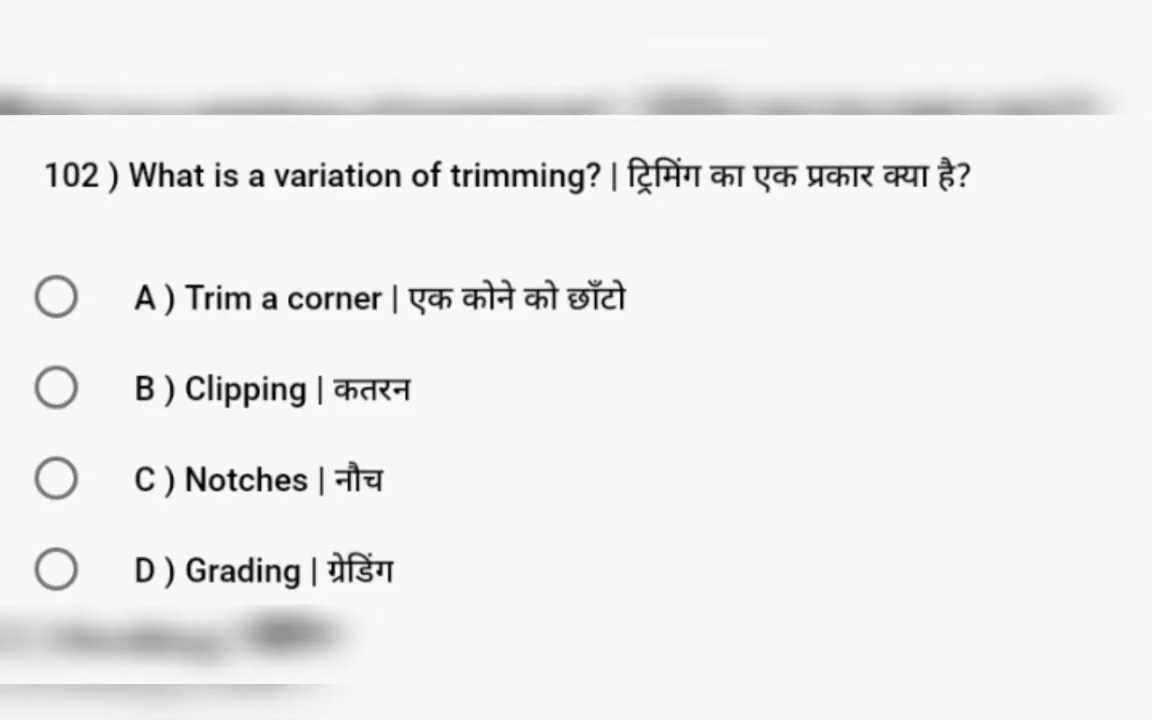 102 ) What is a variation of trimming? | ट्रिमिंग का एक प्रकार क्या है?
A ) Trim a corner | एक कोने को छाँटो
B ) Clipping | कतरन
C ) Notches | नौच
D ) Grading | ग्रेडिंग